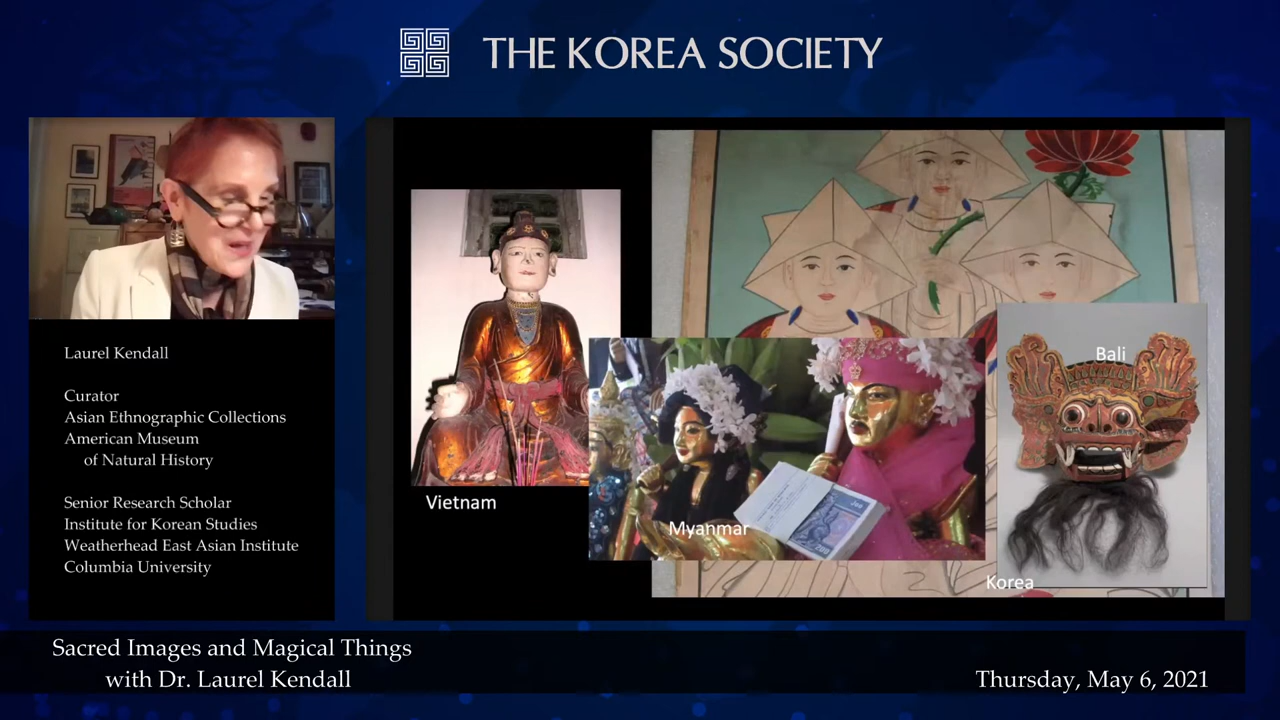 THE KOREA SOCIETY
Laurel Kendall
Curator
Asian Ethnographic Collections
American Museum
of Natural History
Senior Research Scholar
Institute for Korean Studies
Weatherhead East Asian Institute
Columbia University
Vietnam
Myanmar
200
200
Bali
Korea
Sacred Images and Magical Things
with Dr. Laurel Kendall
Thursday, May 6, 2021